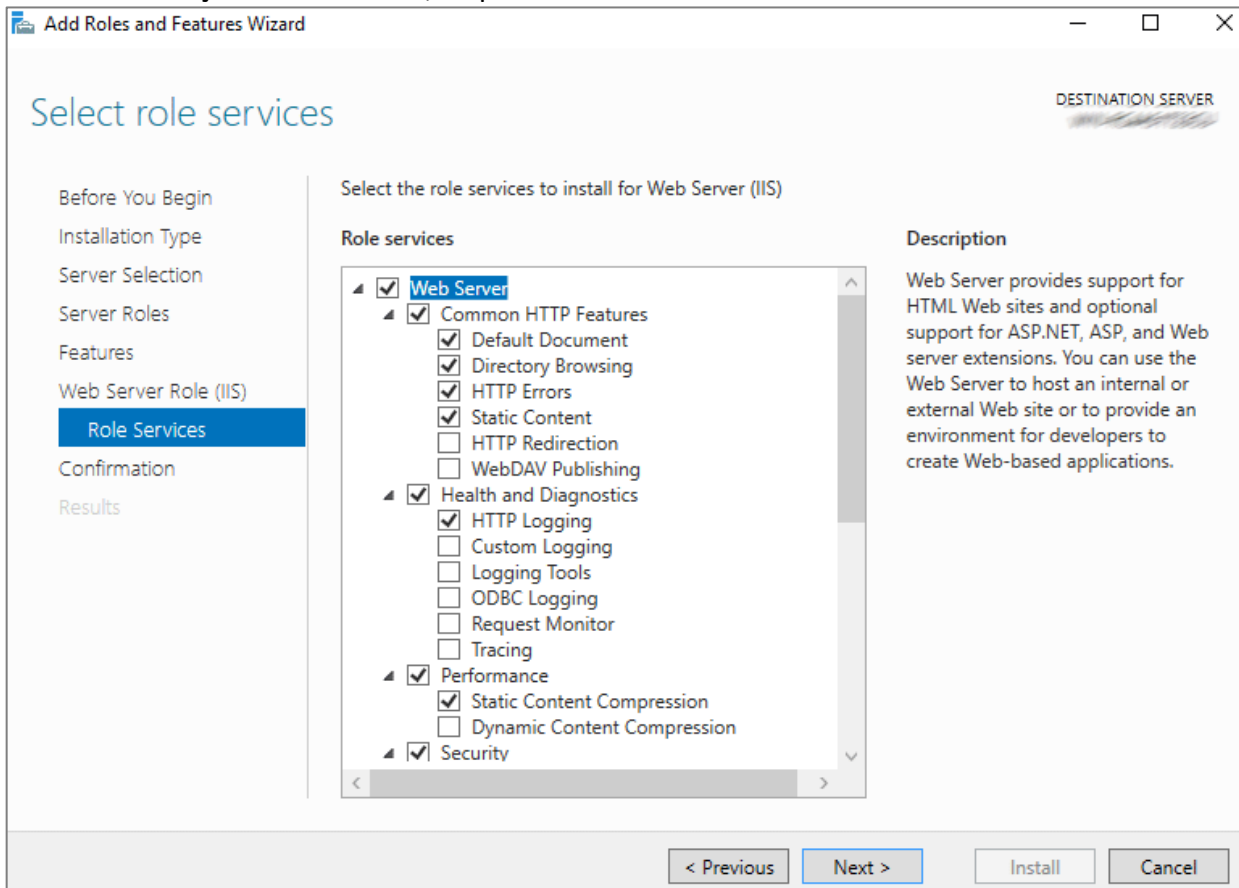 Add Roles and Features Wizard
Select role services
DESTINATION SERVER
Before You Begin
Installation Type
Server Selection
Server Roles
Features
Web Server Role (IIS)
Role Services
Confirmation
Results
Select the role services to install for Web Server (IIS)
Role services
Web Server
Common HTTP Features
Default Document
Directory Browsing
HTTP Errors
Static Content
HTTP Redirection
WebDAV Publishing
Health and Diagnostics
HTTP Logging
Custom Logging
Logging Tools
ODBC Logging
Request Monitor
Tracing
Performance
Static Content Compression
Dynamic Content Compression
Security
Description
Web Server provides support for
HTML Web sites and optional
support for ASP.NET, ASP, and Web
server extensions. You can use the
Web Server to host an internal or
external Web site or to provide an
environment for developers to
create Web-based applications.
< Previous
Next >
Install
Cancel